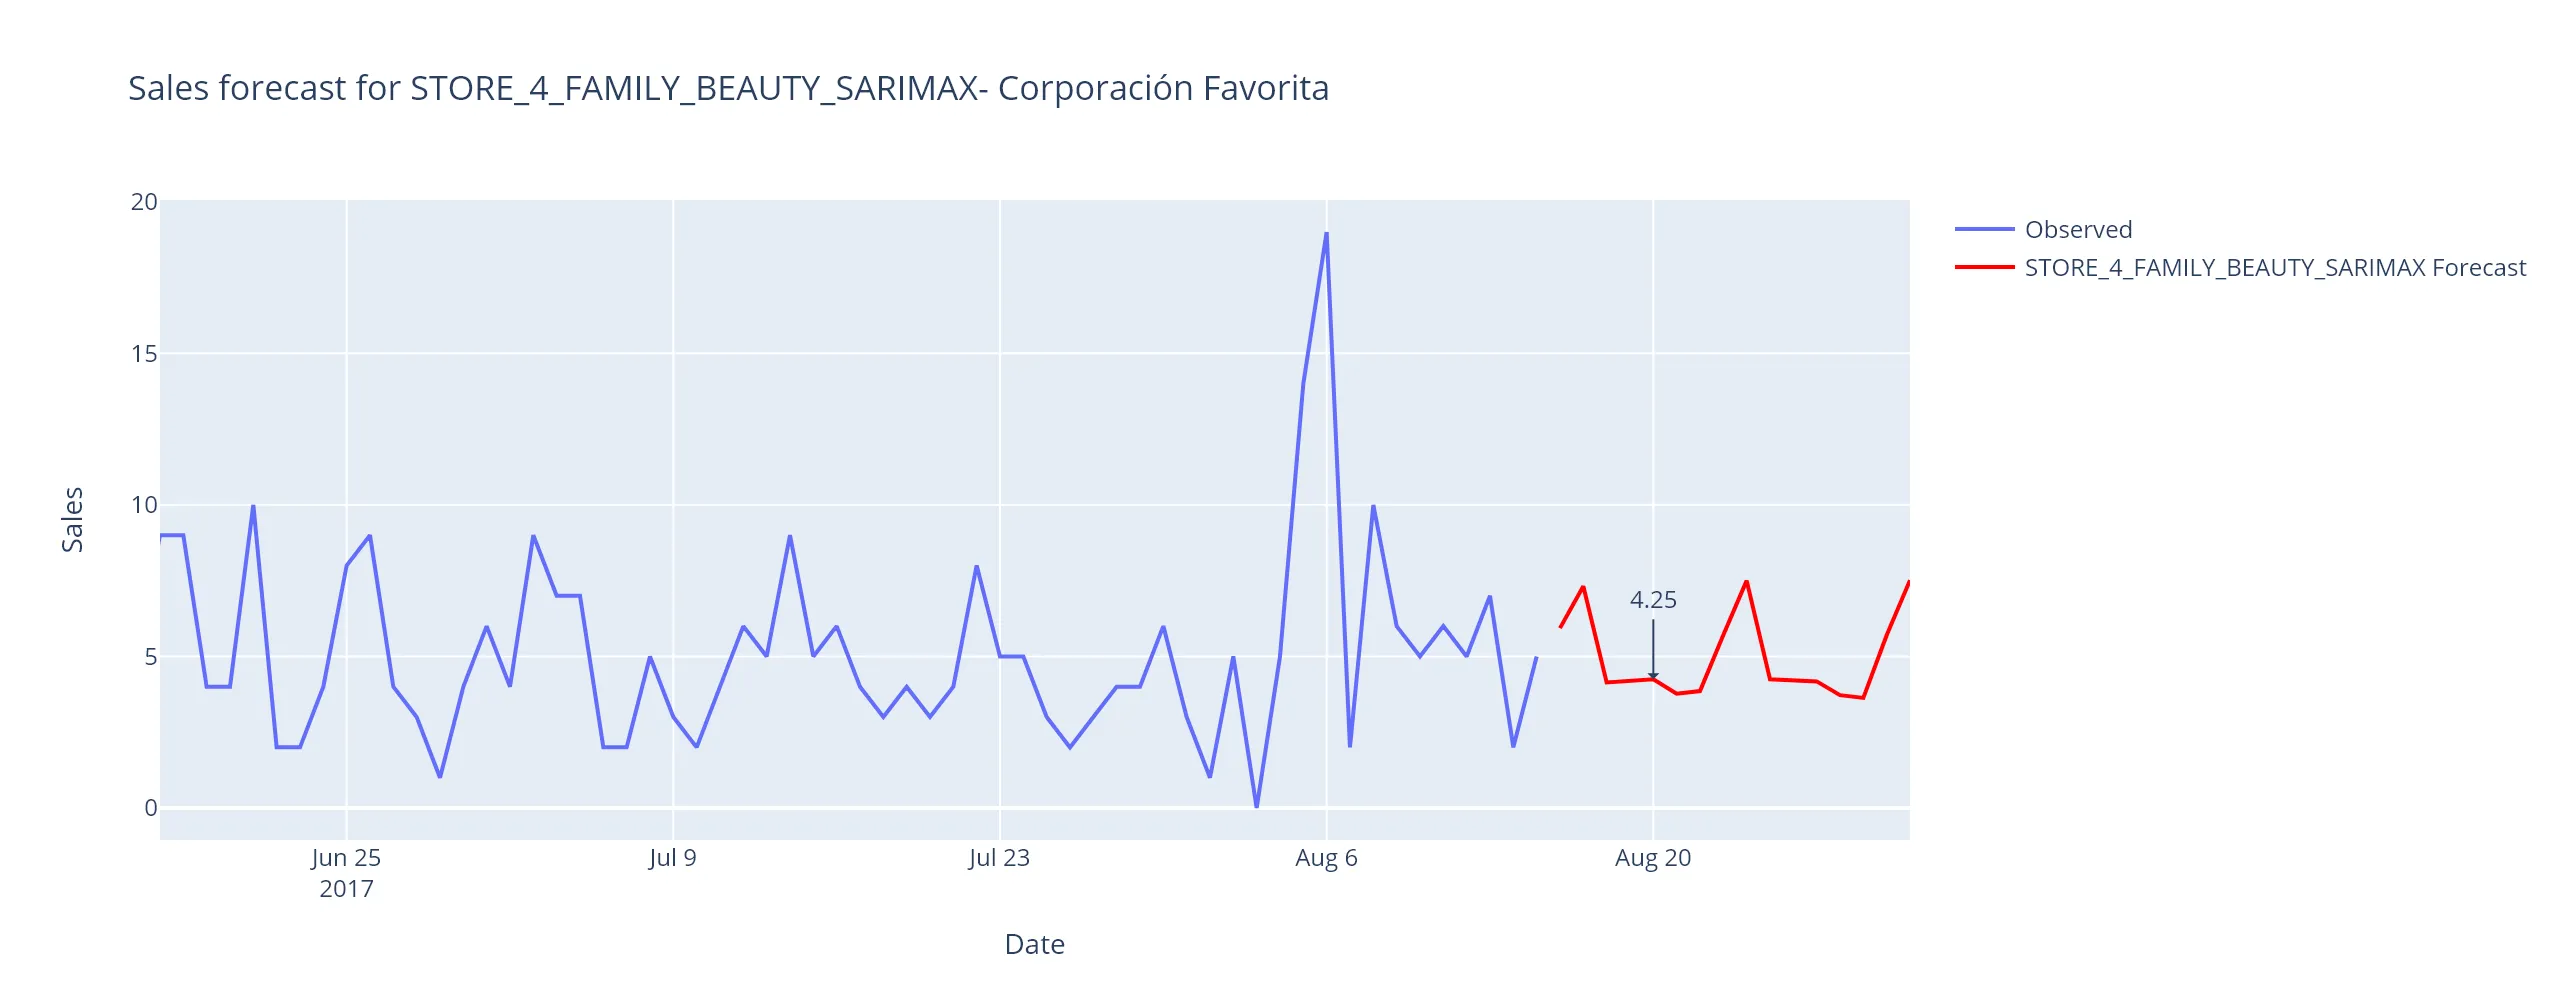 Sales forecast for STORE_4_FAMILY_BEAUTY_SARIMAX- Corporación Favorita
20
15
10
5
0
Sales
4.25
Jun 25
2017
Jul 9
Jul 23
Aug 6
Aug 20
Date
Observed
STORE_4_FAMILY_BEAUTY_SARIMAX Forecast